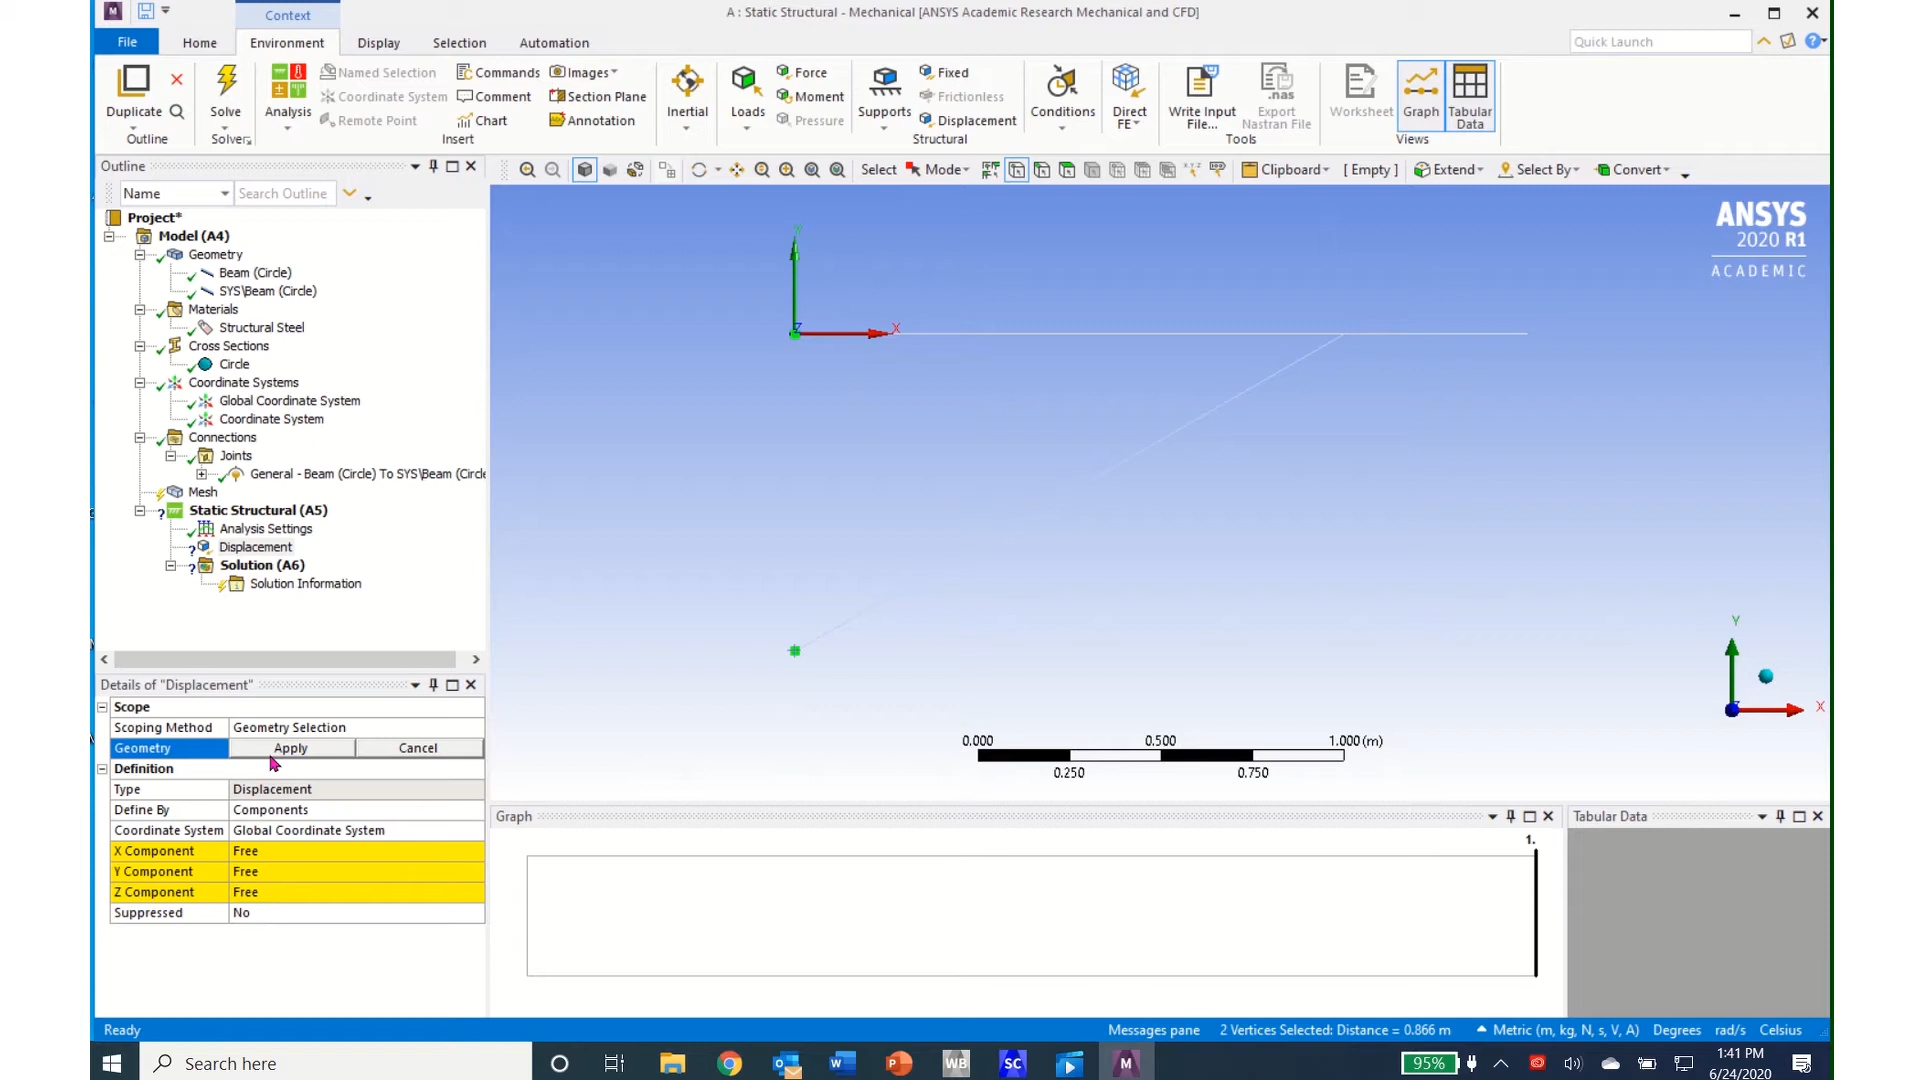 Context
A : Static Structural - Mechanical [ANSYS Academic Research Mechanical and CFD]
File Home Environment Display Selection Automation
Quick Launch
Duplicate
Outline
Solve
Solvers
Analysis
Named Selection
Coordinate System
Remote Point
Commands
Comment
Chart
Images
Section Plane
Annotation
Insert
Inertial
Loads
Force
Moment
Pressure
Supports
Fixed
Frictionless
Displacement
Structural
Conditions
Direct
FE
Write Input
File...
Export
Nastran File
.nas
Tools
Worksheet
Graph
Tabular
Data
Views
Outline
Select Mode Clipboard [ Empty ] Extend Select By Convert
Name Search Outline
Project*
Model (A4)
Geometry
Beam (Circle)
SYS\Beam (Circle)
Materials
Structural Steel
Cross Sections
Circle
Coordinate Systems
Global Coordinate System
Coordinate System
Connections
Joints
General - Beam (Circle) To SYS\Beam (Circle
Mesh
Static Structural (A5)
Analysis Settings
Displacement
Solution (A6)
Solution Information
ANSYS
2020 R1
ACADEMIC
Y
Z
X
Y
X
0.000 0.500 1.000 (m)
0.250 0.750
Details of "Displacement"
Scope
Scoping Method Geometry Selection
Geometry Apply Cancel
Definition
Type Displacement
Define By Components
Coordinate System Global Coordinate System
X Component Free
Y Component Free
Z Component Free
Suppressed No
Graph
1.
Tabular Data
Ready Messages pane 2 Vertices Selected: Distance = 0.866 m Metric (m, kg, N, s, V, A) Degrees rad/s Celsius
Search here
W
P
WB
SC
M
95%
1:41 PM
6/24/2020